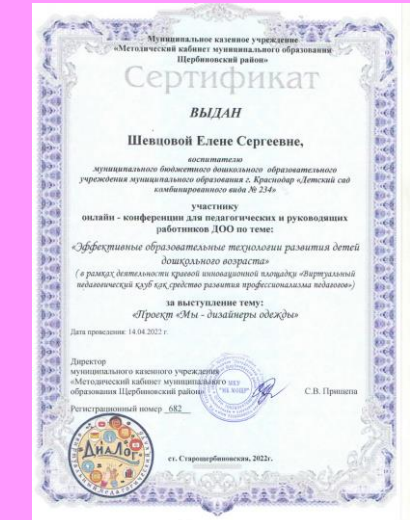 Муниципальное казенное учреждение
«Методический кабинет муниципального образования
Щербиновский район»
Сертификат
ВЫДАН
Шевцовой Елене Сергеевне,
воспитателю
муниципального бюджетного дошкольного образовательного
учреждения муниципального образования г. Краснодар «Детский сад
комбинированного вида № 234»
участнику
онлайн - конференции для педагогических и руководящих
работников ДОО по теме:
«Эффективные образовательные технологии развития детей
дошкольного возраста»
( в рамках деятельности краевой инновационной площадки «Виртуальный
педагогический клуб как средство развития профессионализма педагогов»)
за выступление тему:
«Проект «Мы - дизайнеры одежды»
Дата проведения: 14.04.2022 г.
Директор
муниципального казенного учреждения
«Методический кабинет муниципального
образования Щербиновский район»
С.В. Прищепа
Регистрационный номер _682_
ДиаЛог
ст. Старощербиновская, 2022г.